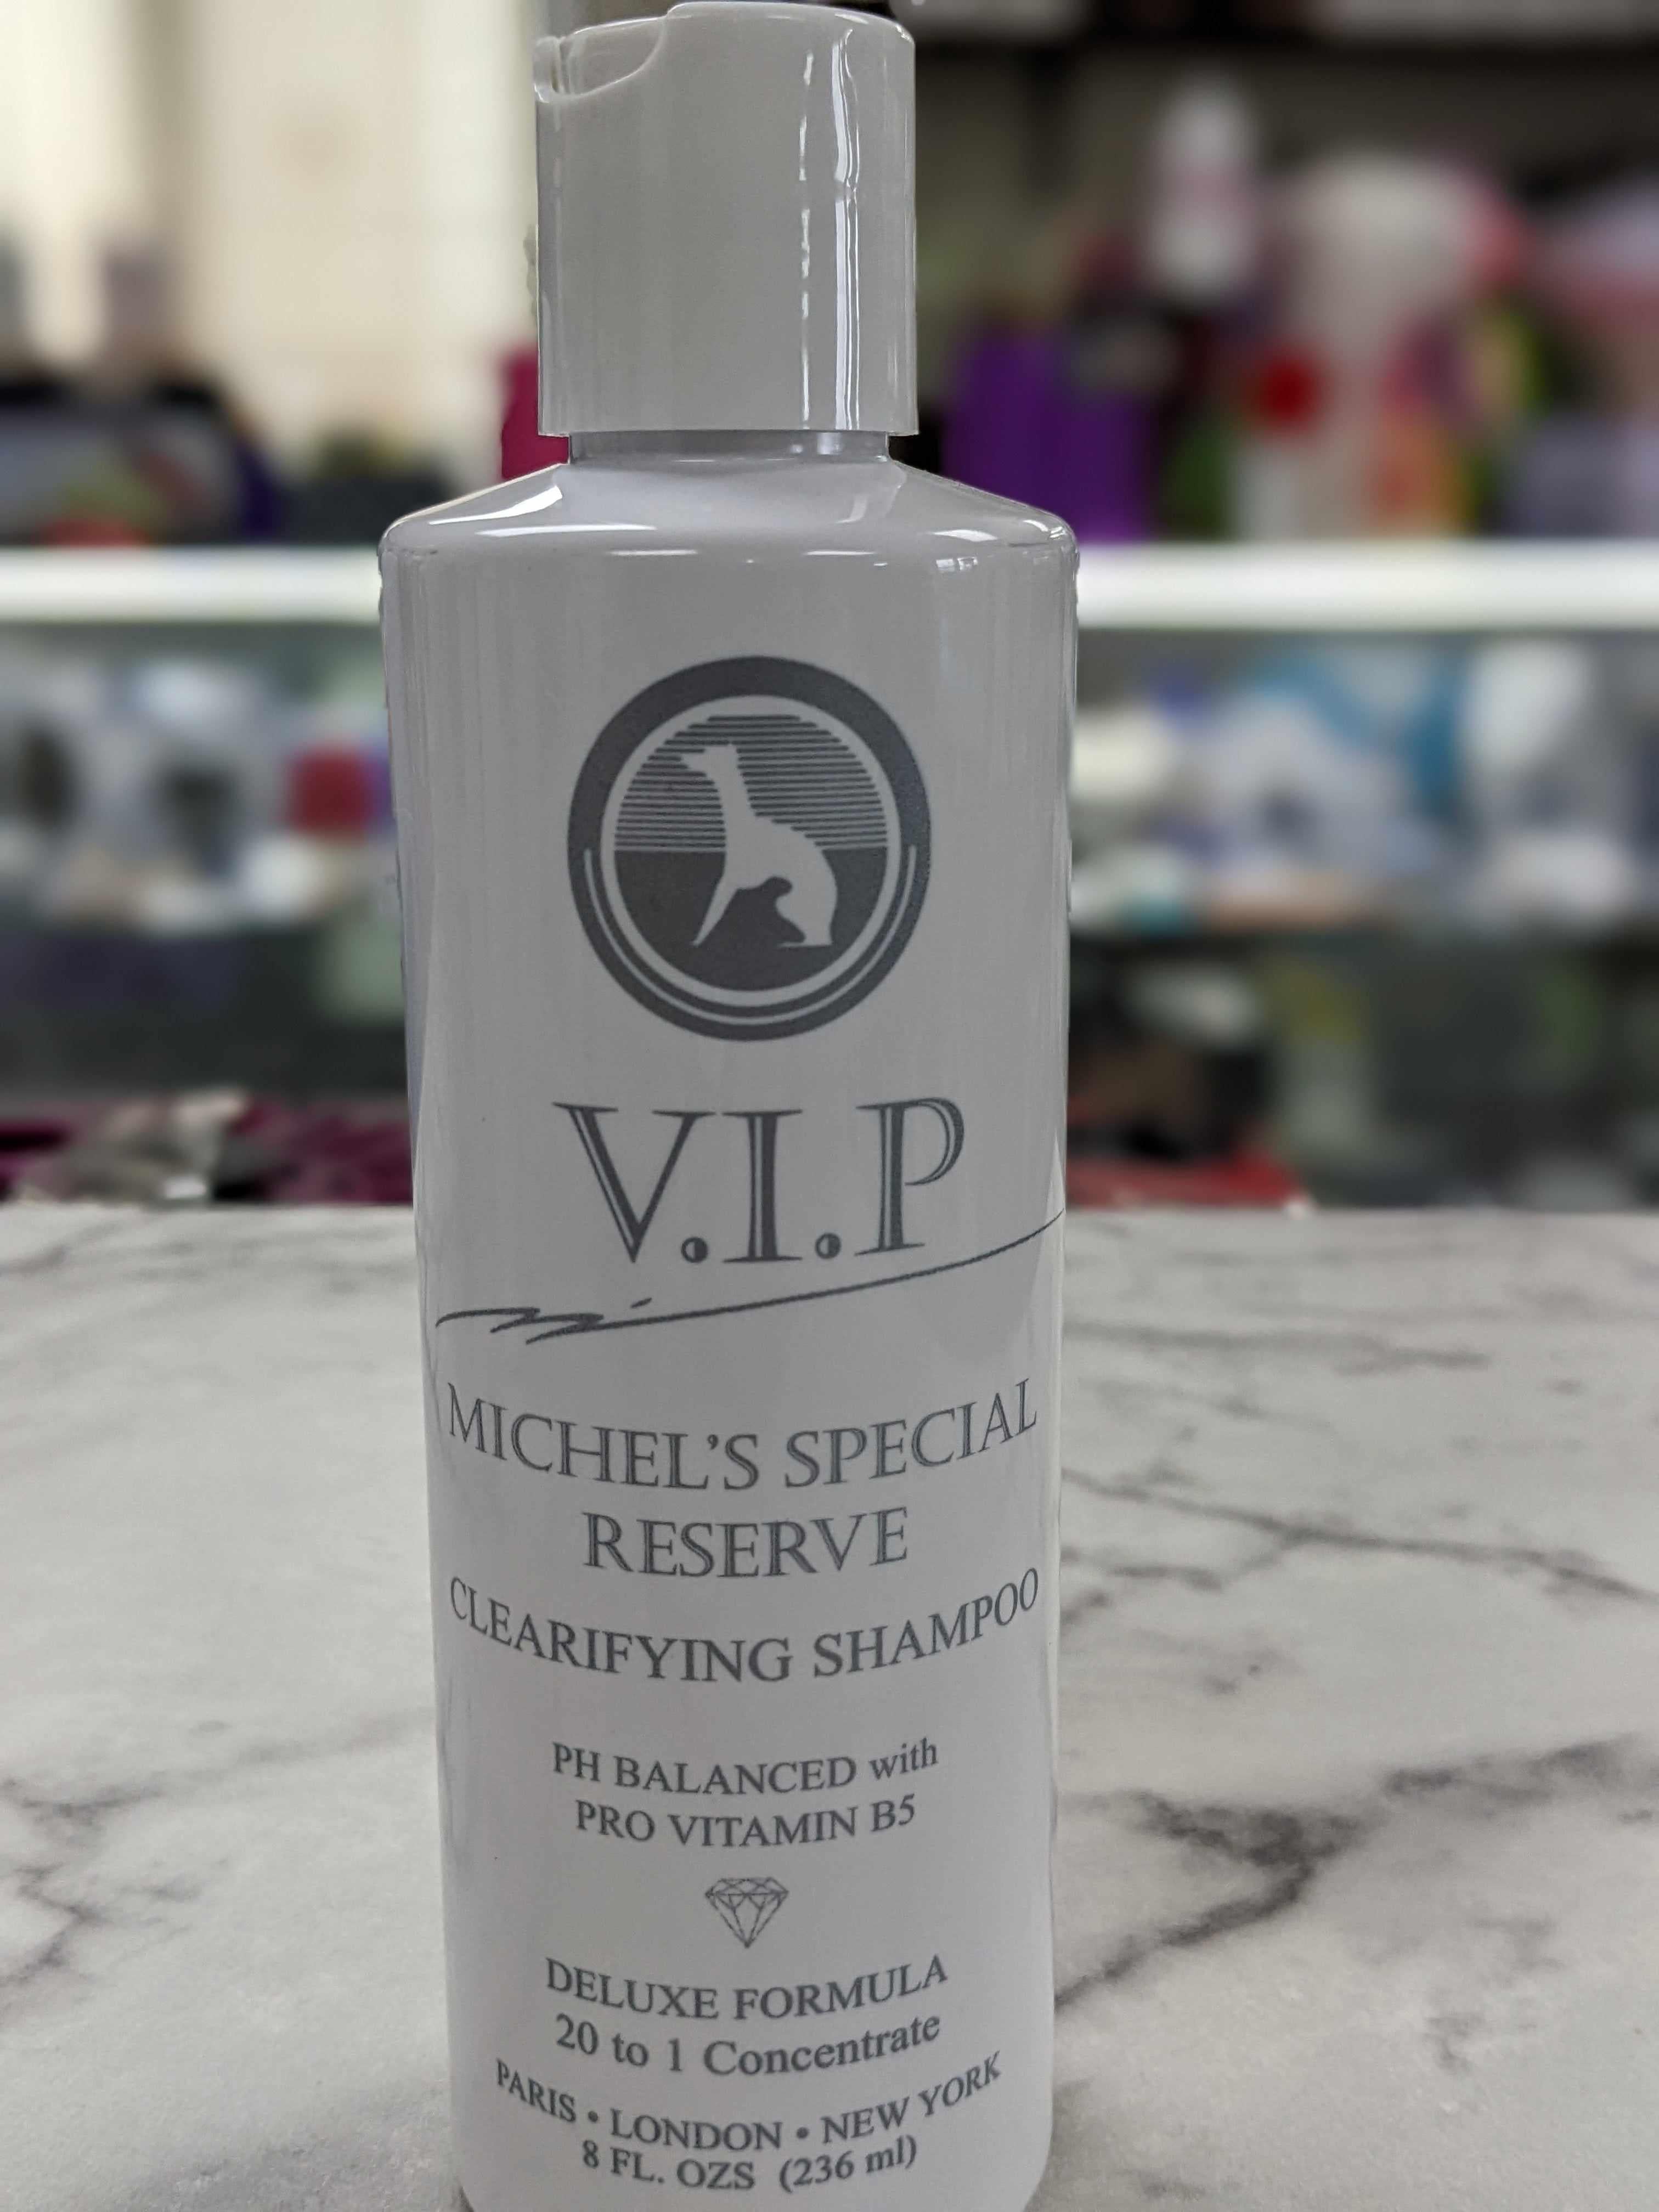 V.I.P
MICHEL'S SPECIAL
RESERVE
CLEARIFYING SHAMPOO
PH BALANCED with
PRO VITAMIN B5
DELUXE FORMULA
20 to 1 Concentrate
PARIS • LONDON • NEW YORK
8 FL. OZS (236 ml)